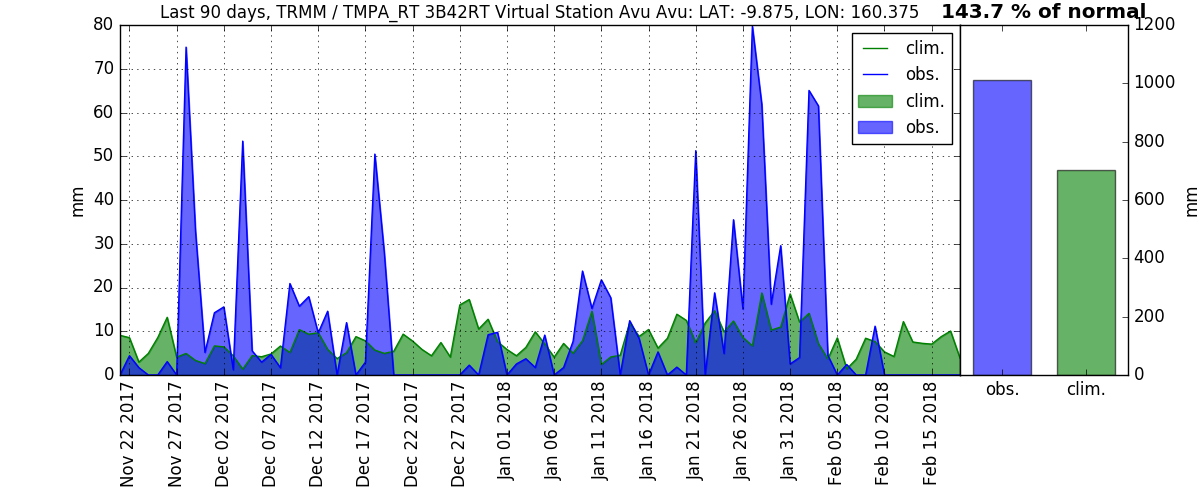 Last 90 days, TRMM / TMPA_RT 3B42RT Virtual Station Avu Avu: LAT: -9.875, LON: 160.375
143.7 % of normal
80
70
60
50
40
30
20
10
0
mm
clim.
obs.
clim.
obs.
Nov 22 2017
Nov 27 2017
Dec 02 2017
Dec 07 2017
Dec 12 2017
Dec 17 2017
Dec 22 2017
Dec 27 2017
Jan 01 2018
Jan 06 2018
Jan 11 2018
Jan 16 2018
Jan 21 2018
Jan 26 2018
Jan 31 2018
Feb 05 2018
Feb 10 2018
Feb 15 2018
1200
1000
800
600
400
200
0
mm
obs.
clim.